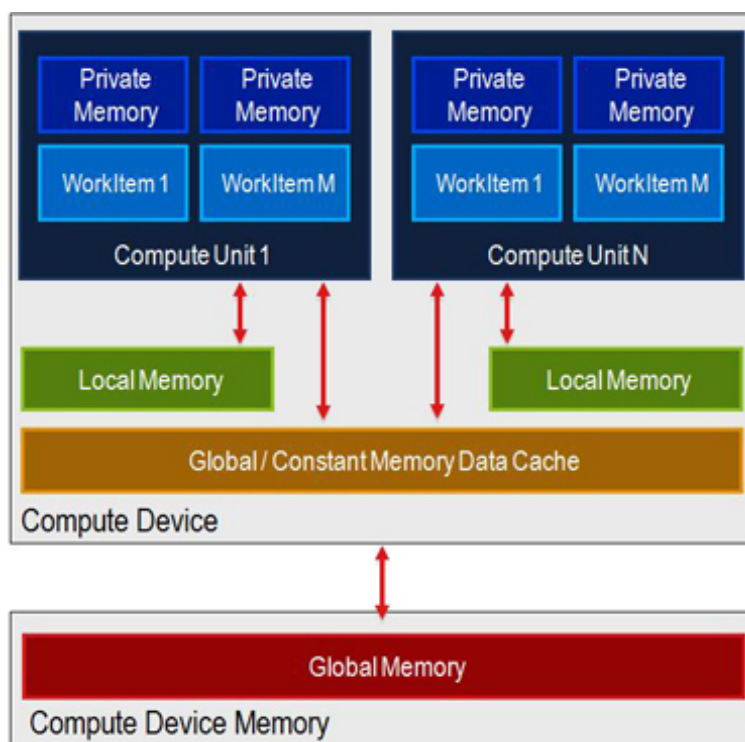 Private Memory
Private Memory
Private Memory
Private Memory
WorkItem 1
WorkItem M
WorkItem 1
WorkItem M
Compute Unit 1
Compute Unit N
Local Memory
Local Memory
Global / Constant Memory Data Cache
Compute Device
Global Memory
Compute Device Memory